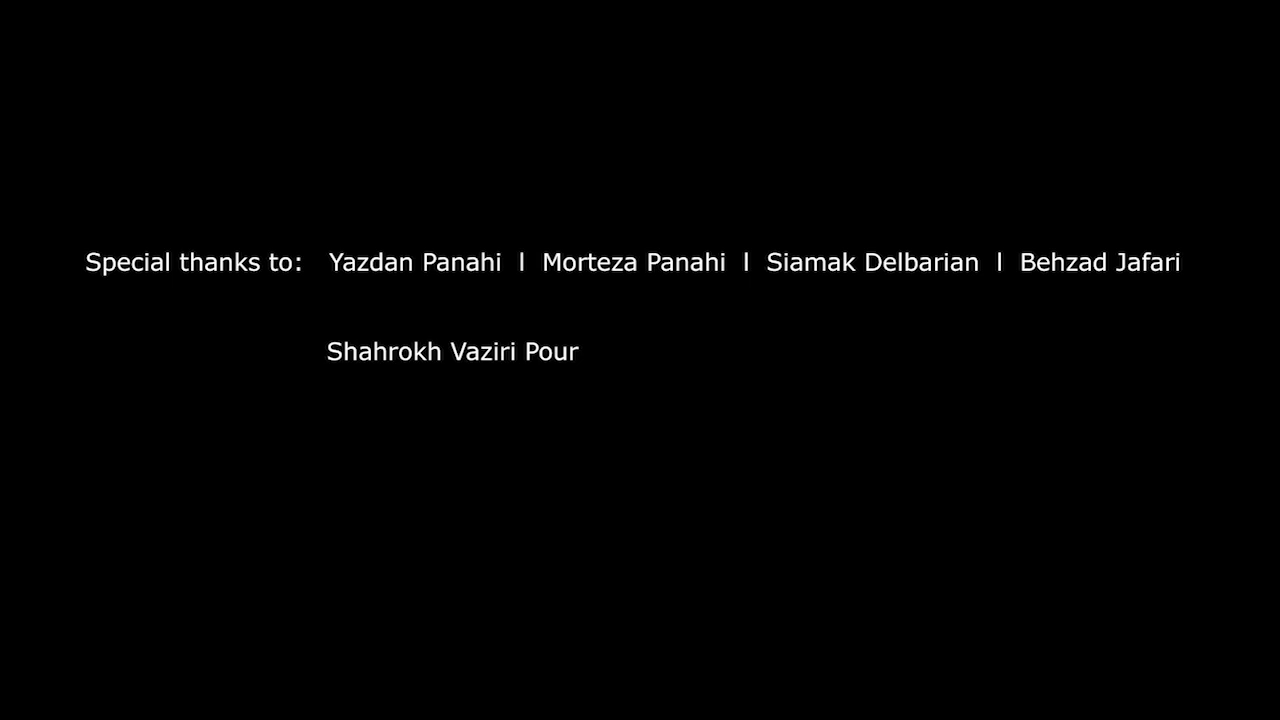 Special thanks to: Yazdan Panahi l Morteza Panahi l Siamak Delbarian l Behzad Jafari
Shahrokh Vaziri Pour